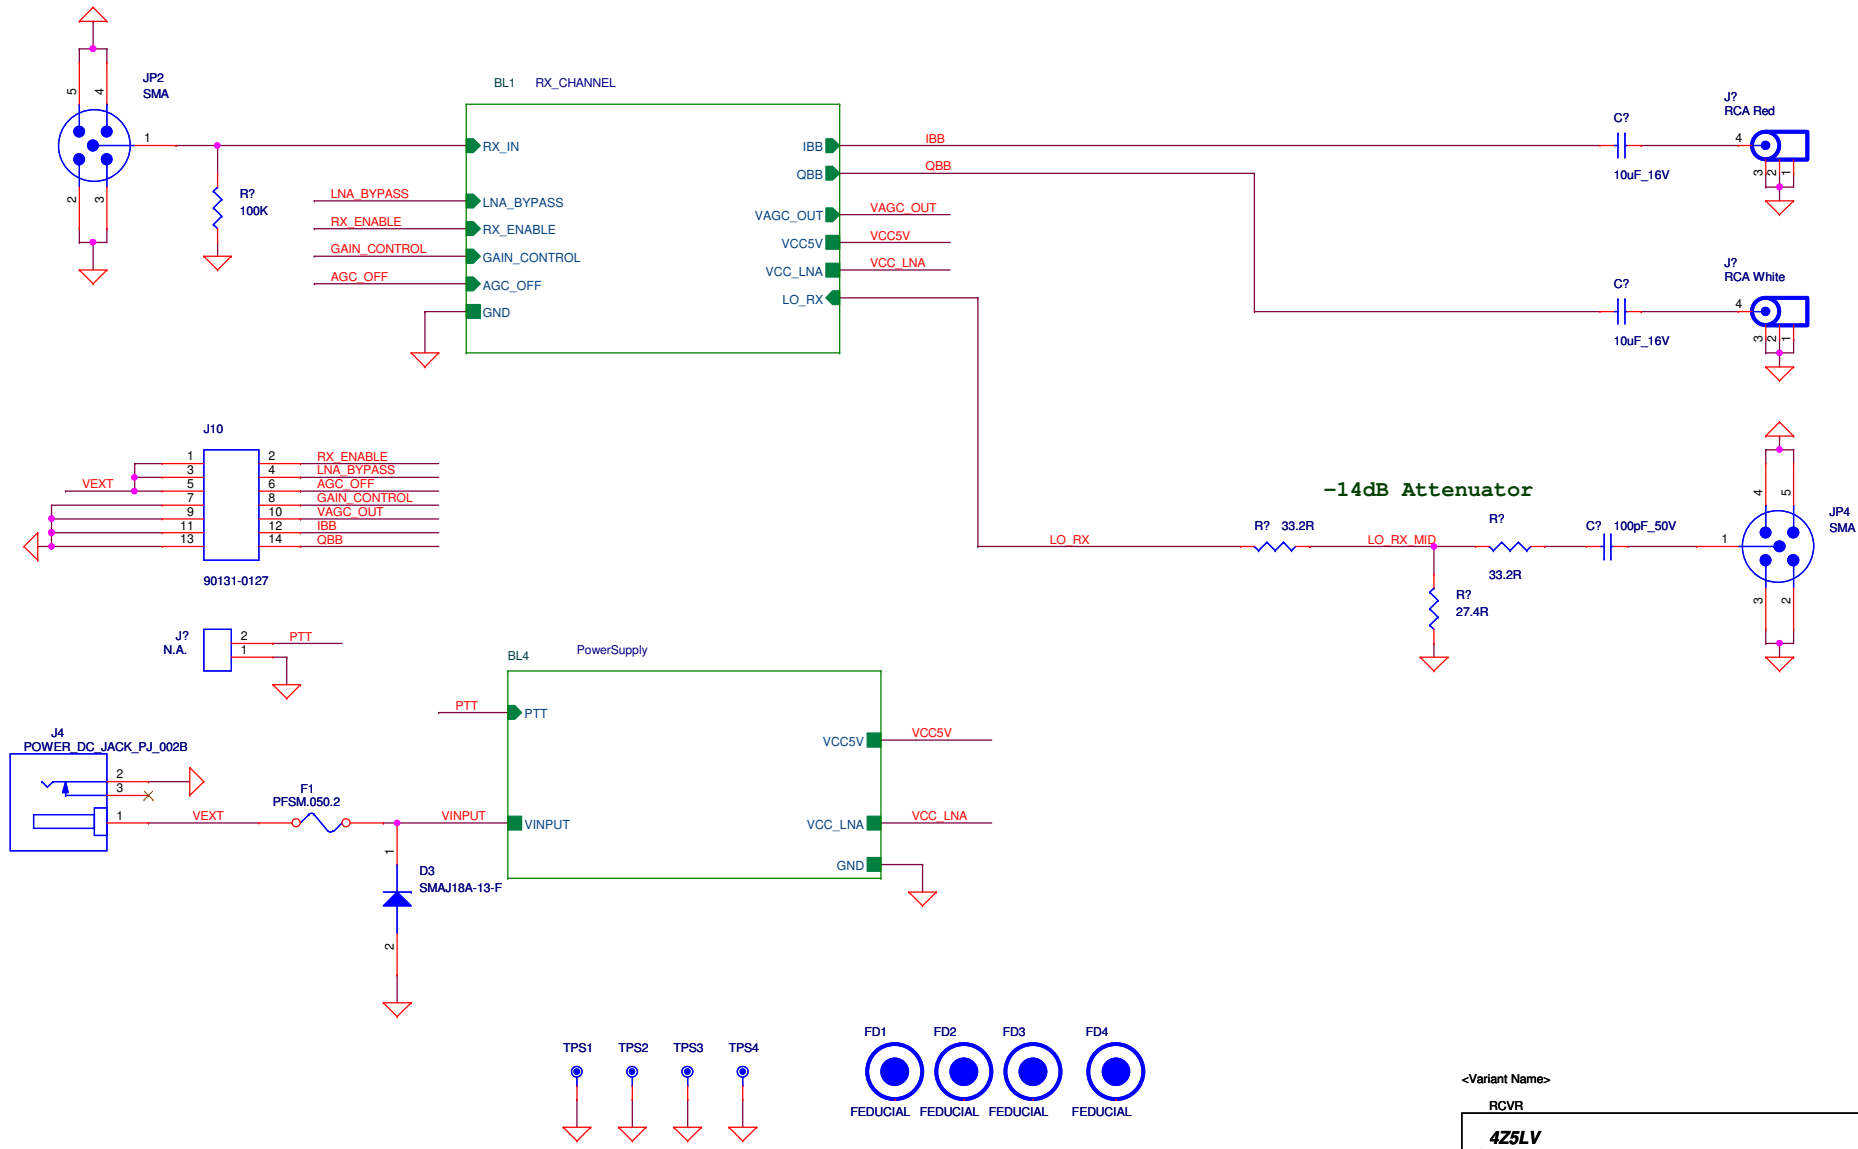 JP2
SMA
5
4
1
2
3
R?
100K
BL1 RX_CHANNEL
RX_IN
LNA_BYPASS
RX_ENABLE
GAIN_CONTROL
AGC_OFF
LNA_BYPASS
RX_ENABLE
GAIN_CONTROL
AGC_OFF
GND
IBB
QBB
VAGC_OUT
VCC5V
VCC_LNA
LO_RX
IBB
QBB
VAGC_OUT
VCC5V
VCC_LNA
C?
10uF_16V
J?
RCA Red
4
3 2 1
C?
10uF_16V
J?
RCA White
4
3 2 1
J10
1 2 RX_ENABLE
3 4 LNA_BYPASS
VEXT 5 6 AGC_OFF
7 8 GAIN_CONTROL
9 10 VAGC_OUT
11 12 IBB
13 14 QBB
90131-0127
-14dB Attenuator
LO_RX
R? 33.2R
LO_RX_MID
R?
33.2R
R?
27.4R
C? 100pF_50V
JP4
SMA
4 5
1
3 2
J?
N.A.
2 PTT
1
BL4 PowerSupply
PTT PTT
VINPUT VINPUT
VCC5V VCC5V
VCC_LNA VCC_LNA
GND
J4
POWER_DC_JACK_PJ_002B
2
3
1 VEXT
F1
PFSM.050.2
1
D3
SMAJ18A-13-F
2
TPS1 TPS2 TPS3 TPS4
FD1 FD2 FD3 FD4
FEDUCIAL FEDUCIAL FEDUCIAL FEDUCIAL
<Variant Name>
RCVR
4Z5LV